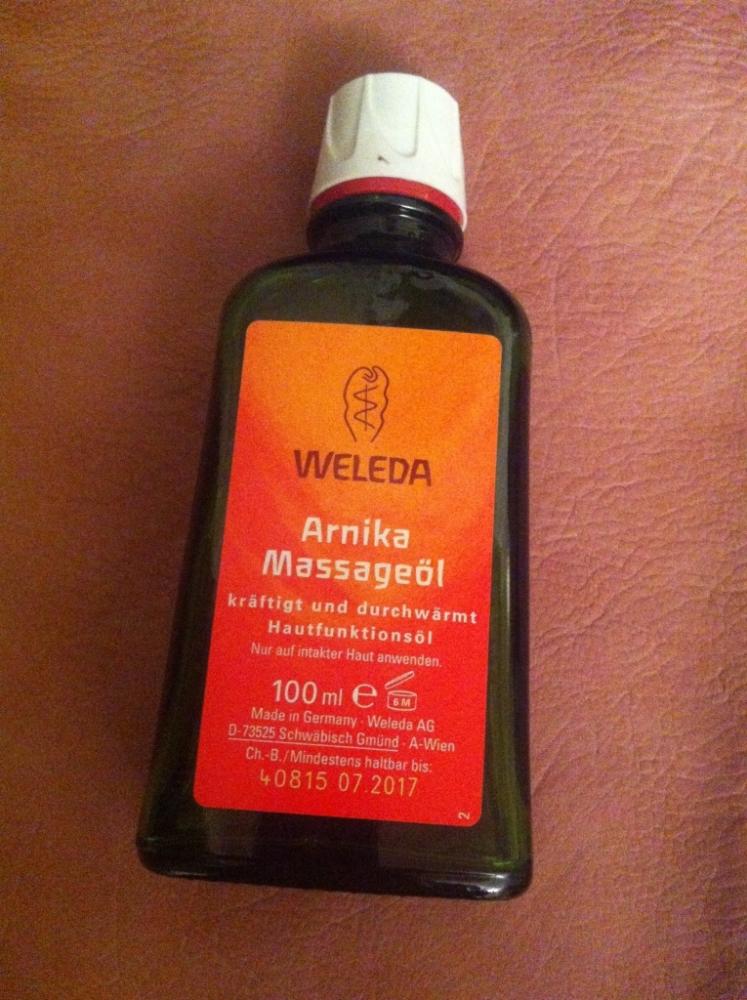 WELEDA
Arnika
Massageöl
kräftigt und durchwärmt
Hautfunktionsöl
Nur auf intakter Haut anwenden.
100 ml ℮ 6 M
Made in Germany · Weleda AG
D-73525 Schwäbisch Gmünd · A-Wien
Ch.-B./Mindestens haltbar bis:
40815 07.2017
2